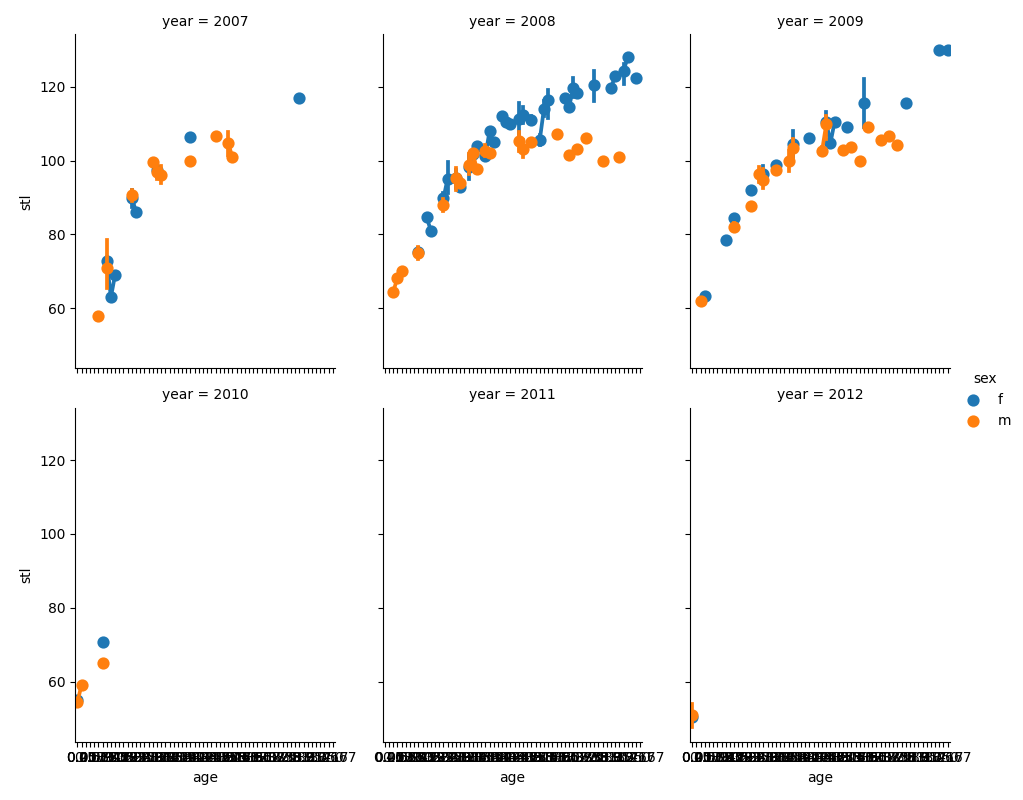 year = 2007
year = 2008
year = 2009
120
100
80
60
stl
sex
f
m
year = 2010
year = 2011
year = 2012
120
100
80
60
stl
age
age
age